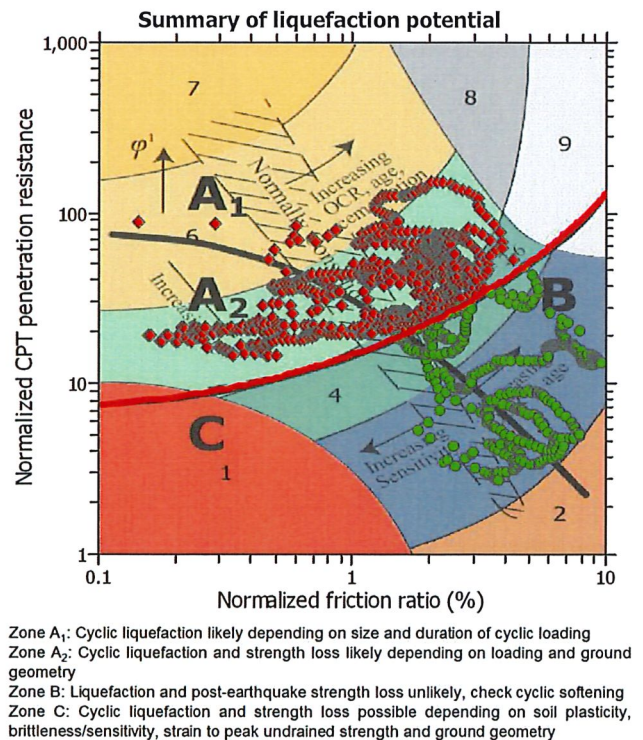 Summary of liquefaction potential
1,000
7
8
9
φ'
Increasing
OCR, age,
cementation
A1
100
6
A2
B
Normalized CPT penetration resistance
10
4
C
Increasing
Sensitivity
1
2
1
0.1
1
10
Normalized friction ratio (%)
Zone A1: Cyclic liquefaction likely depending on size and duration of cyclic loading
Zone A2: Cyclic liquefaction and strength loss likely depending on loading and ground
geometry
Zone B: Liquefaction and post-earthquake strength loss unlikely, check cyclic softening
Zone C: Cyclic liquefaction and strength loss possible depending on soil plasticity,
brittleness/sensitivity, strain to peak undrained strength and ground geometry